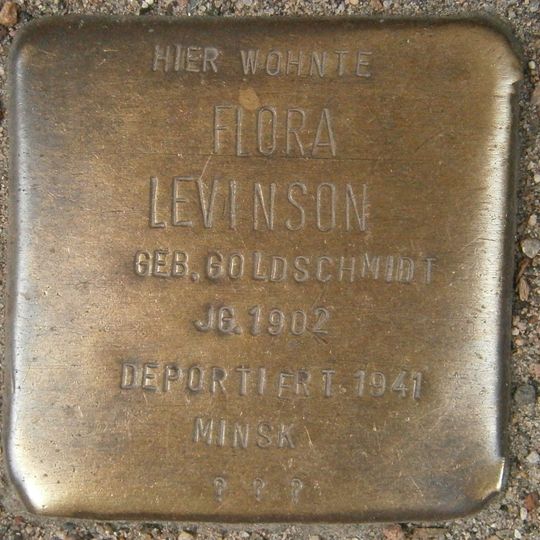 HIER WOHNTE
FLORA
LEVINSON
GEB. GOLDSCHMIDT
JG. 1902
DEPORTIERT 1941
MINSK
? ? ?